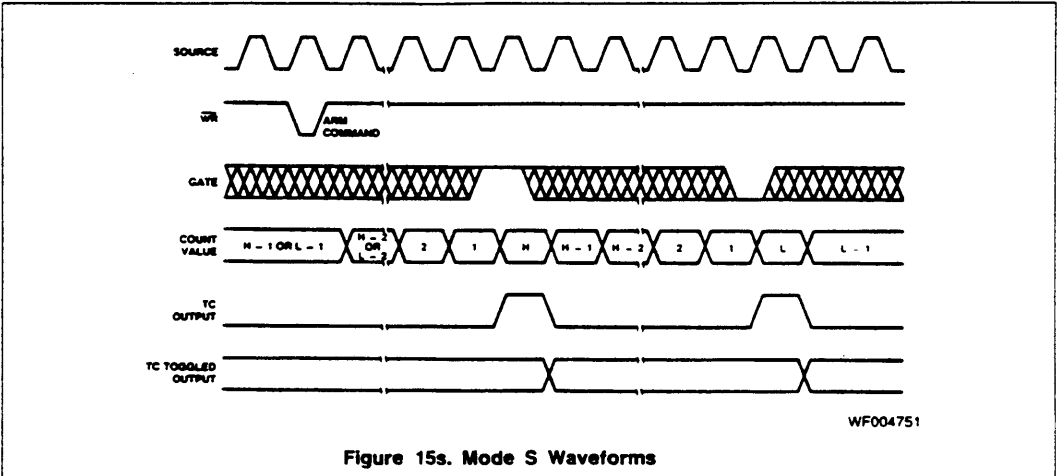 SOURCE
WR
ARM
COMMAND
GATE
COUNT
VALUE
H - 1 OR L - 1
H - 2
OR
L - 2
2
1
H
H - 1
H - 2
2
1
L
L - 1
TC
OUTPUT
TC TOGGLED
OUTPUT
WF004751
Figure 15s. Mode S Waveforms